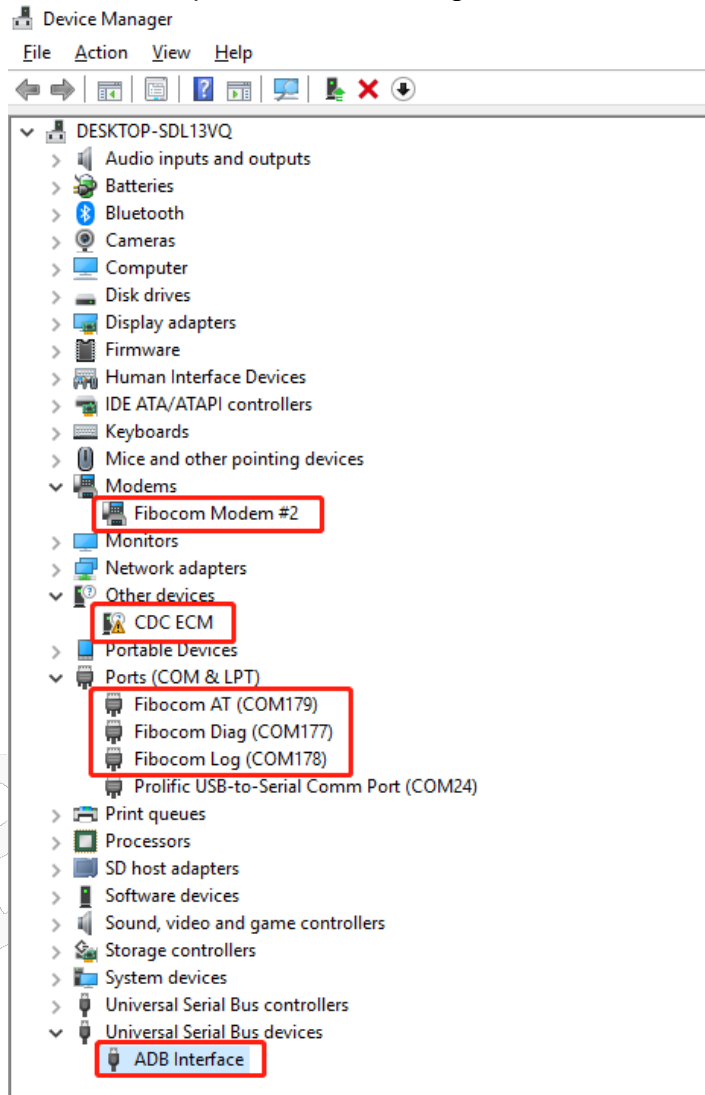 Device Manager
File Action View Help
DESKTOP-SDL13VQ
Audio inputs and outputs
Batteries
Bluetooth
Cameras
Computer
Disk drives
Display adapters
Firmware
Human Interface Devices
IDE ATA/ATAPI controllers
Keyboards
Mice and other pointing devices
Modems
Fibocom Modem #2
Monitors
Network adapters
Other devices
CDC ECM
Portable Devices
Ports (COM & LPT)
Fibocom AT (COM179)
Fibocom Diag (COM177)
Fibocom Log (COM178)
Prolific USB-to-Serial Comm Port (COM24)
Print queues
Processors
SD host adapters
Software devices
Sound, video and game controllers
Storage controllers
System devices
Universal Serial Bus controllers
Universal Serial Bus devices
ADB Interface